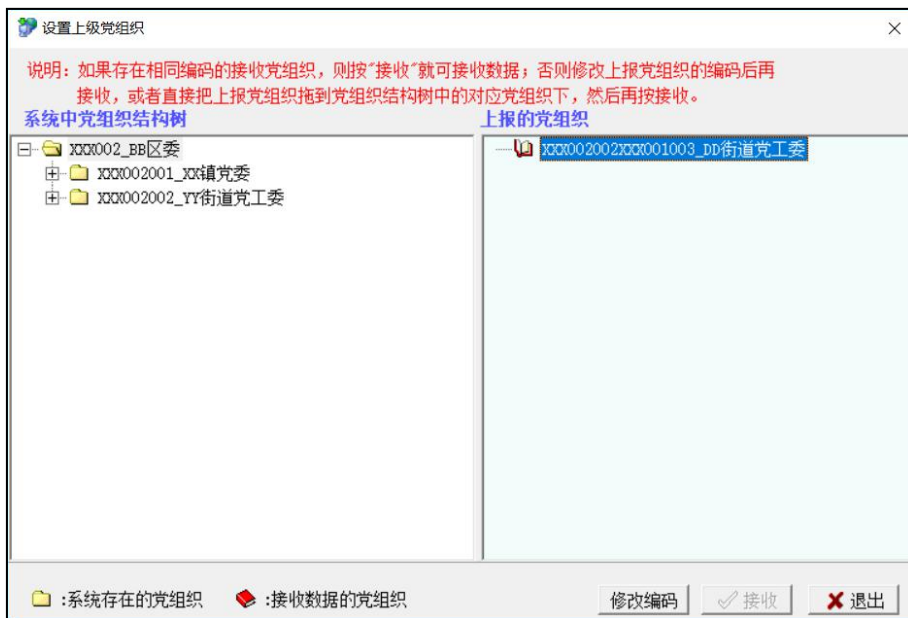 设置上级党组织
说明：如果存在相同编码的接收党组织，则按"接收"就可接收数据；否则修改上报党组织的编码后再
接收，或者直接把上报党组织拖到党组织结构树中的对应党组织下，然后再按接收。
系统中党组织结构树
上报的党组织
XXX002_BB区委
XXX002001_XX镇党委
XXX002002_YY街道党工委
XXX002002XXX001003_DD街道党工委
:系统存在的党组织
:接收数据的党组织
修改编码
接收
退出